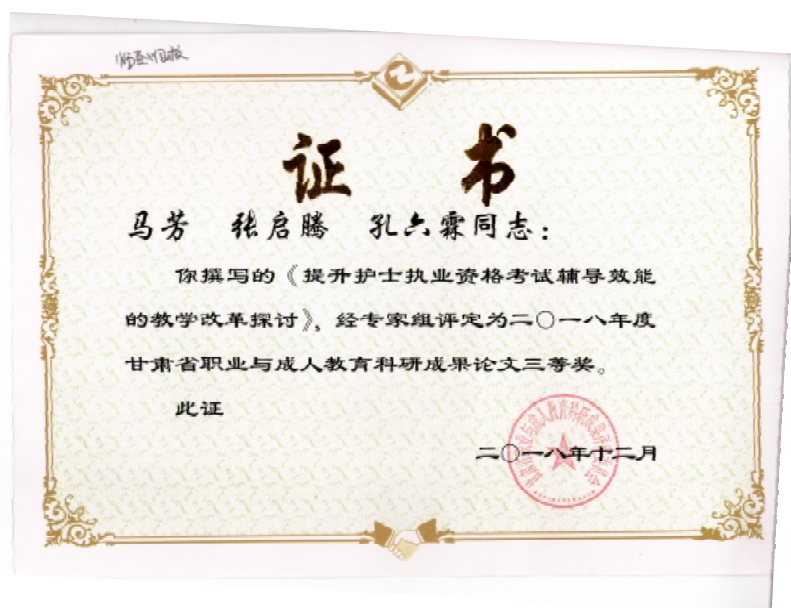 证 书
马芳 张启腾 孔六霖同志：
你撰写的《提升护士执业资格考试辅导效能
的教学改革探讨》，经专家组评定为二〇一八年度
甘肃省职业与成人教育科研成果论文三等奖。
此证
二〇一八年十二月